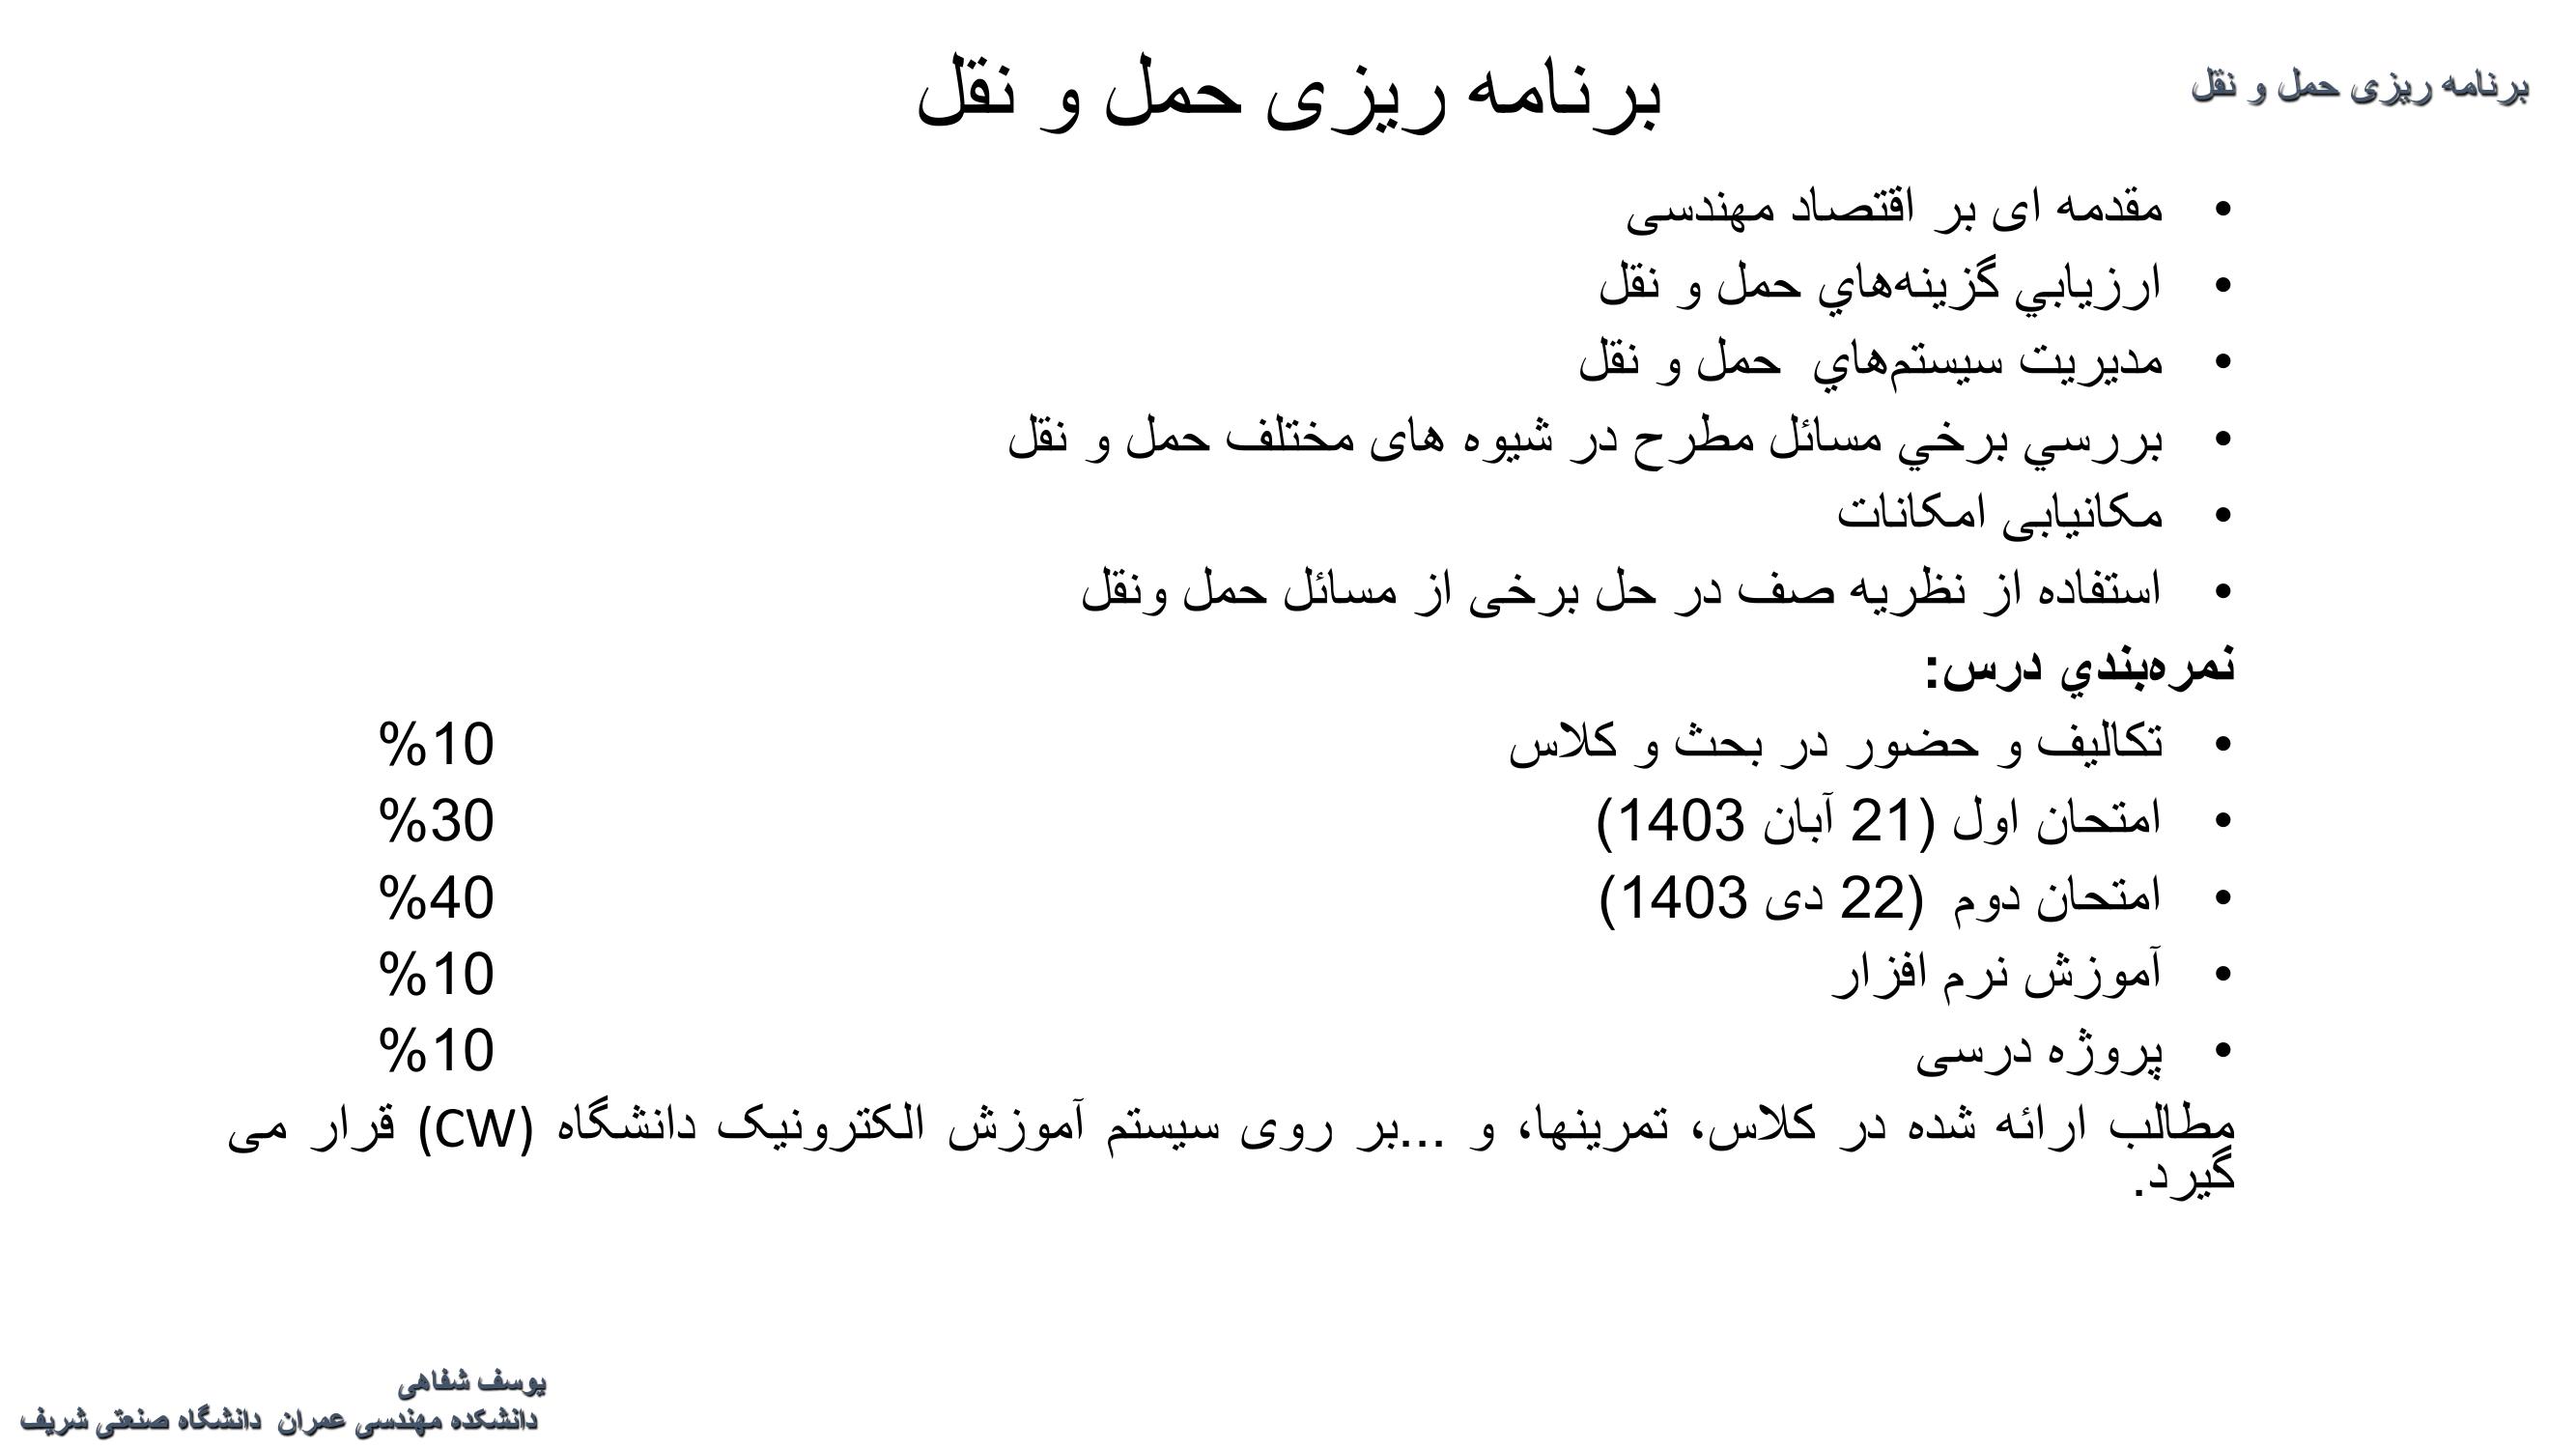 برنامه ریزی حمل و نقل
برنامه ریزی حمل و نقل
• مقدمه ای بر اقتصاد مهندسی
• ارزيابي گزينه‌هاي حمل و نقل
• مديريت سيستم‌هاي حمل و نقل
• بررسي برخي مسائل مطرح در شیوه های مختلف حمل و نقل
• مکانیابی امکانات
• استفاده از نظریه صف در حل برخی از مسائل حمل ونقل
نمره‌بندي درس:
• تکالیف و حضور در بحث و کلاس %10
• امتحان اول (21 آبان 1403) %30
• امتحان دوم (22 دی 1403) %40
• آموزش نرم افزار %10
• پروژه درسی %10
مطالب ارائه شده در کلاس، تمرینها، و ...بر روی سیستم آموزش الکترونیک دانشگاه (CW) قرار می
گیرد.
یوسف شفاهی
دانشکده مهندسی عمران دانشگاه صنعتی شریف